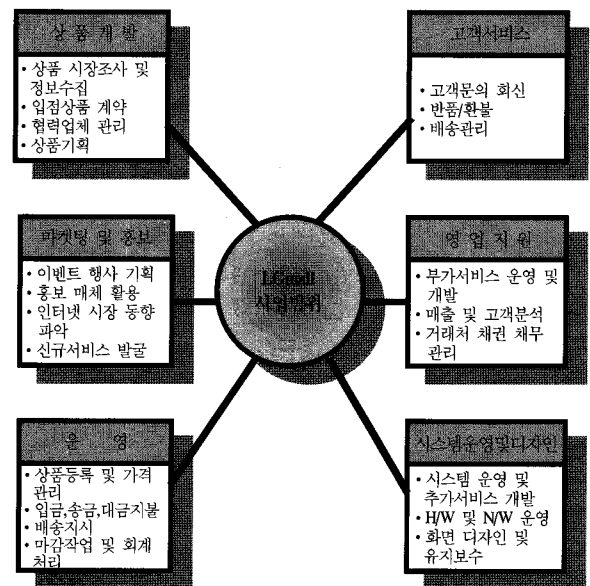 상 품 개 발
• 상품 시장조사 및
정보수집
• 입점상품 계약
• 협력업체 관리
• 상품기획
고객서비스
• 고객문의 회신
• 반품/환불
• 배송관리
마케팅 및 홍보
• 이벤트 행사 기획
• 홍보 매체 활용
• 인터넷 시장 동향
파악
• 신규서비스 발굴
LGmall
사업범위
영 업 지 원
• 부가서비스 운영 및
개발
• 매출 및 고객분석
• 거래처 채권 채무
관리
운 영
• 상품등록 및 가격
관리
• 입금,송금,대금지불
• 배송지시
• 마감작업 및 회계
처리
시스템운영및디자인
• 시스템 운영 및
추가서비스 개발
• H/W 및 N/W 운영
• 화면 디자인 및
유지보수